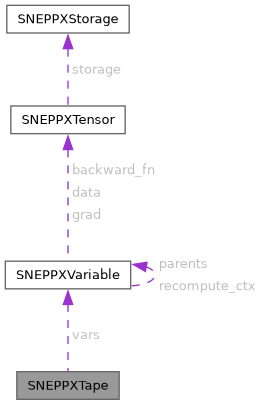 SNEPPXStorage
storage
SNEPPXTensor
backward_fn
data
grad
SNEPPXVariable
parents
recompute_ctx
vars
SNEPPXTape